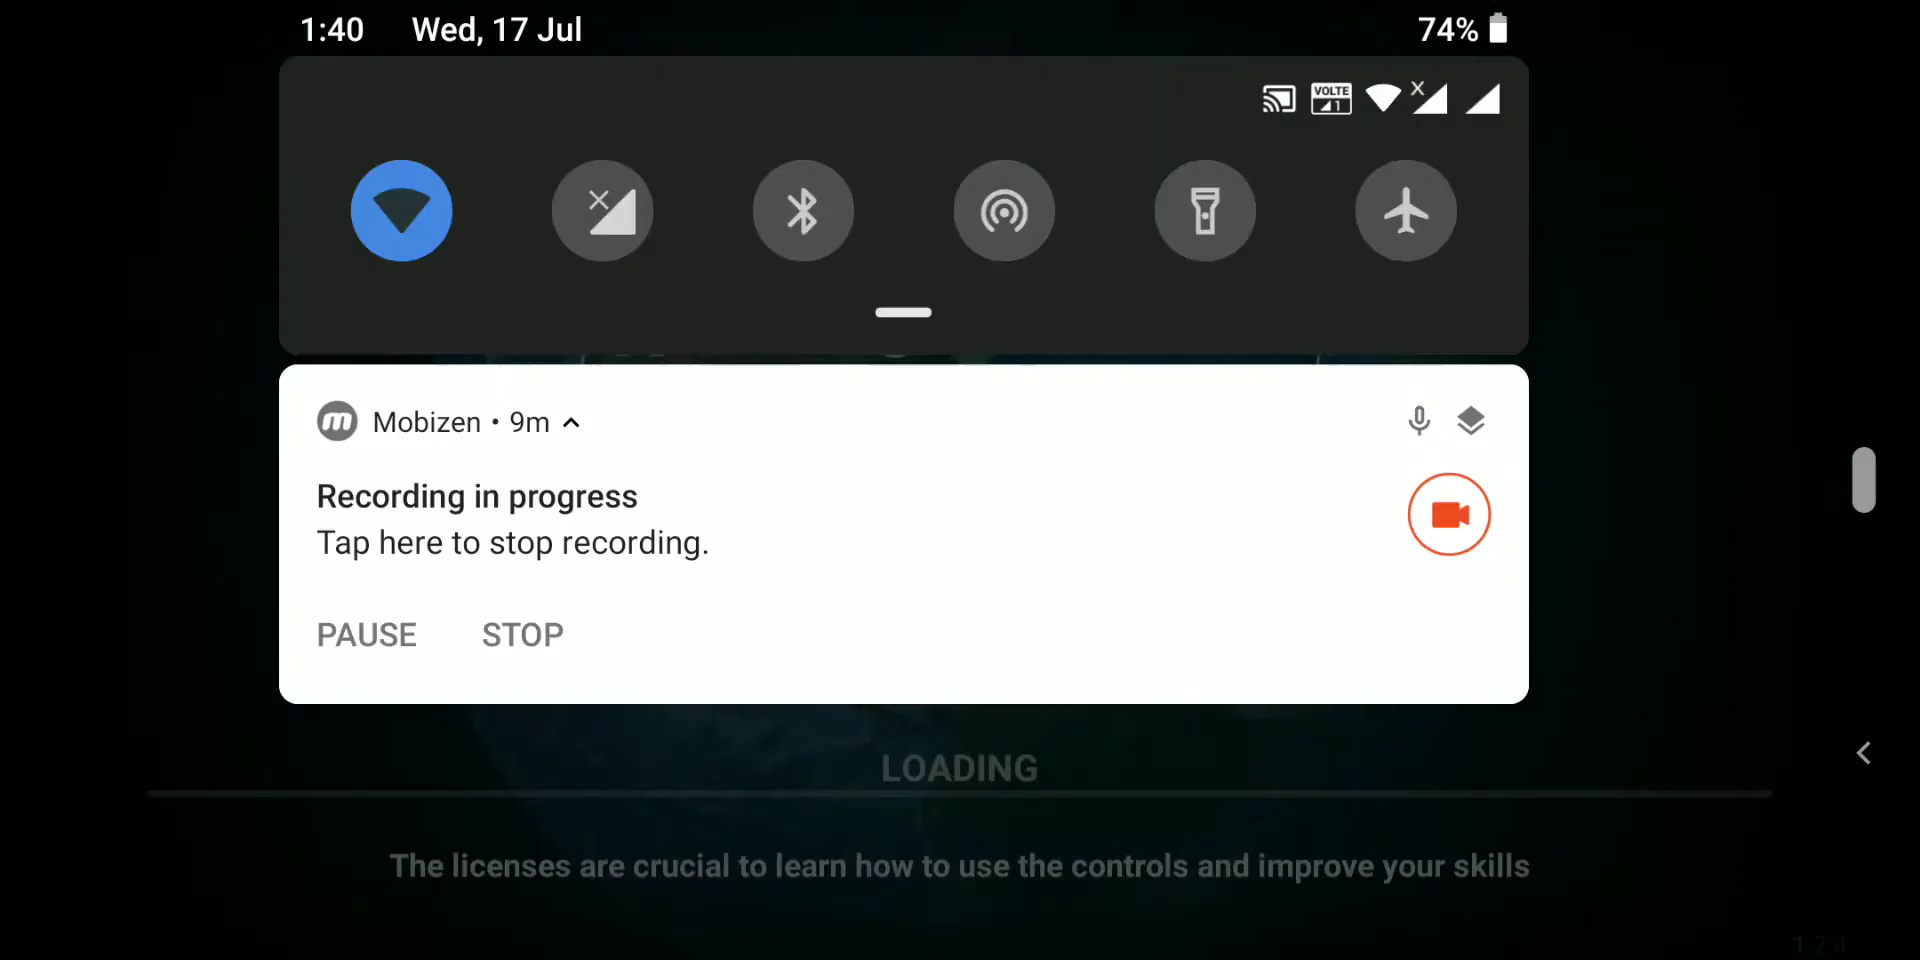 1:40 Wed, 17 Jul 74%
VOLTE
1
Mobizen • 9m
Recording in progress
Tap here to stop recording.
PAUSE STOP
LOADING
The licenses are crucial to learn how to use the controls and improve your skills